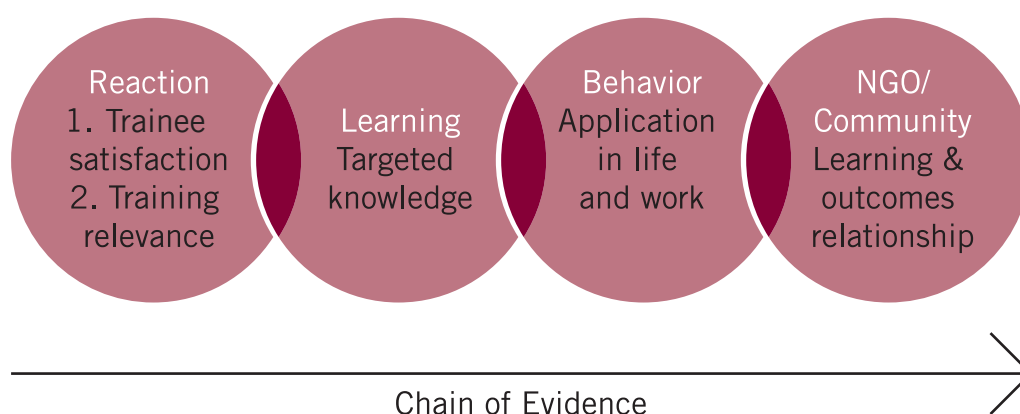 Reaction
1. Trainee
satisfaction
2. Training
relevance
Learning
Targeted
knowledge
Behavior
Application
in life
and work
NGO/
Community
Learning &
outcomes
relationship
Chain of Evidence